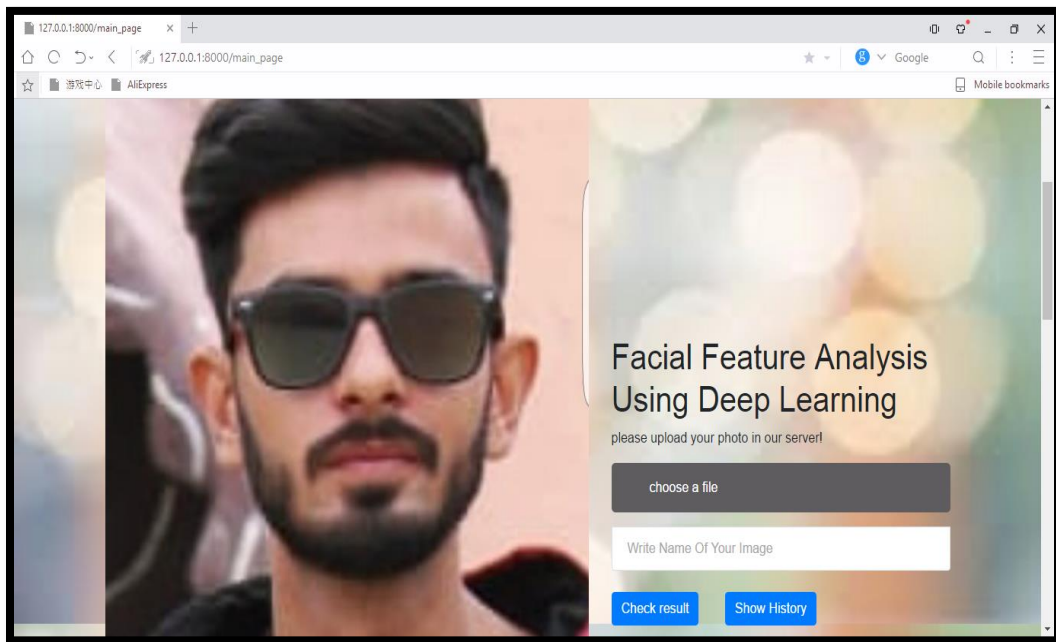 127.0.0.1:8000/main_page
127.0.0.1:8000/main_page
Google
游戏中心
AliExpress
Mobile bookmarks
Facial Feature Analysis
Using Deep Learning
please upload your photo in our server!
choose a file
Write Name Of Your Image
Check result
Show History